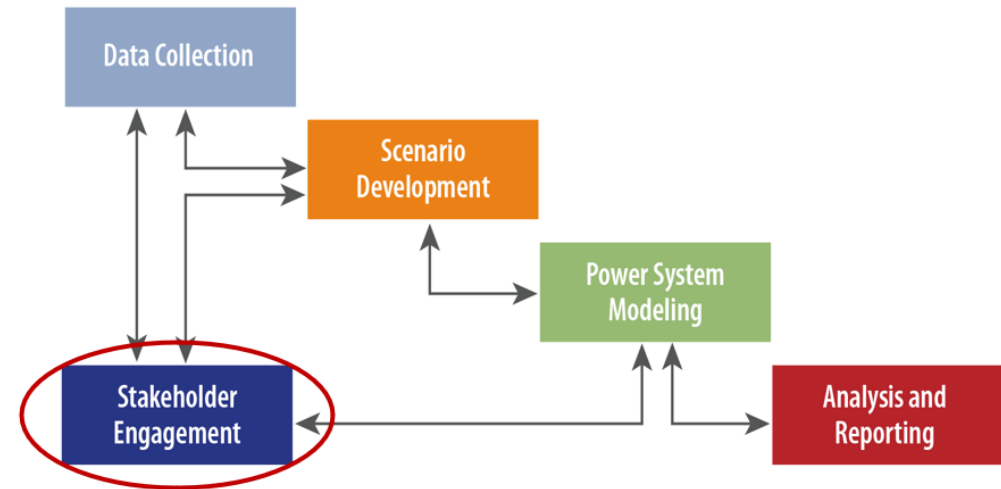 Data Collection
Scenario
Development
Power System
Modeling
Stakeholder
Engagement
Analysis and
Reporting